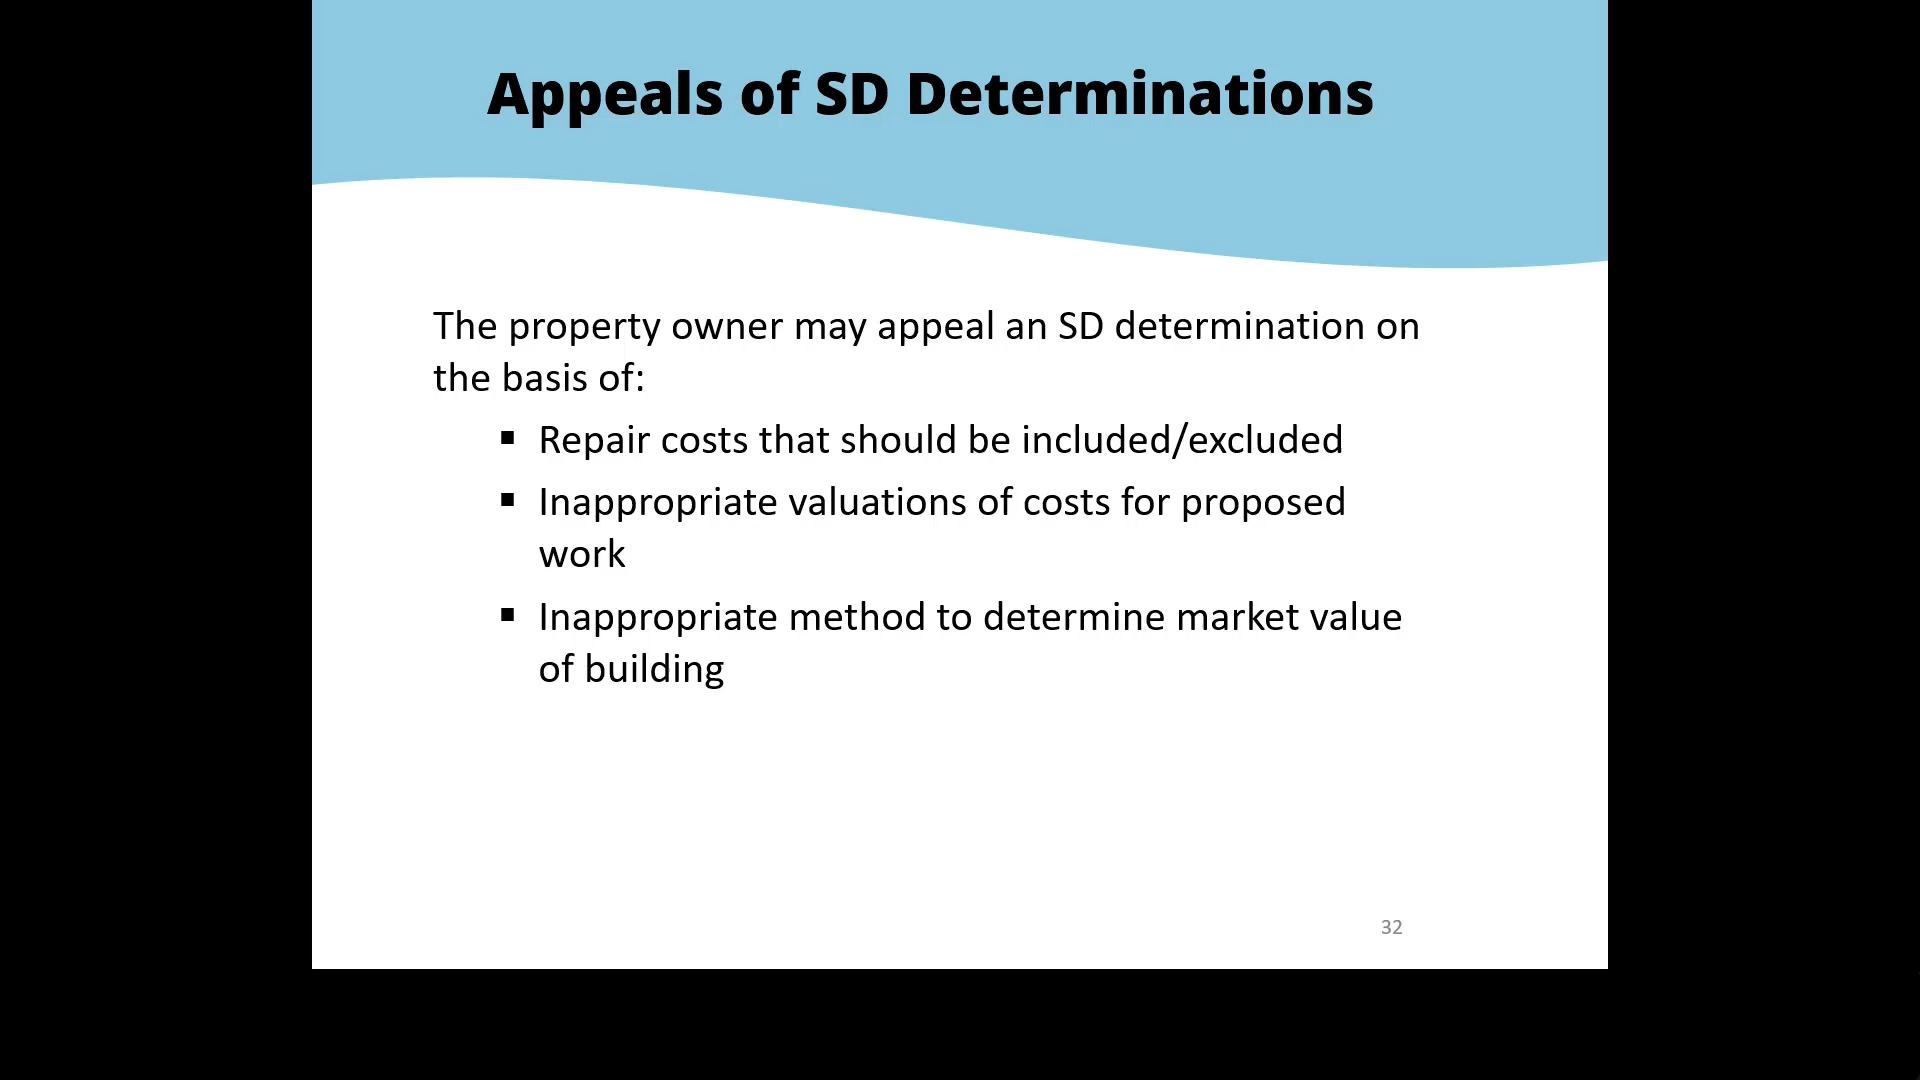 Appeals of SD Determinations
The property owner may appeal an SD determination on
the basis of:
▪ Repair costs that should be included/excluded
▪ Inappropriate valuations of costs for proposed
work
▪ Inappropriate method to determine market value
of building
32